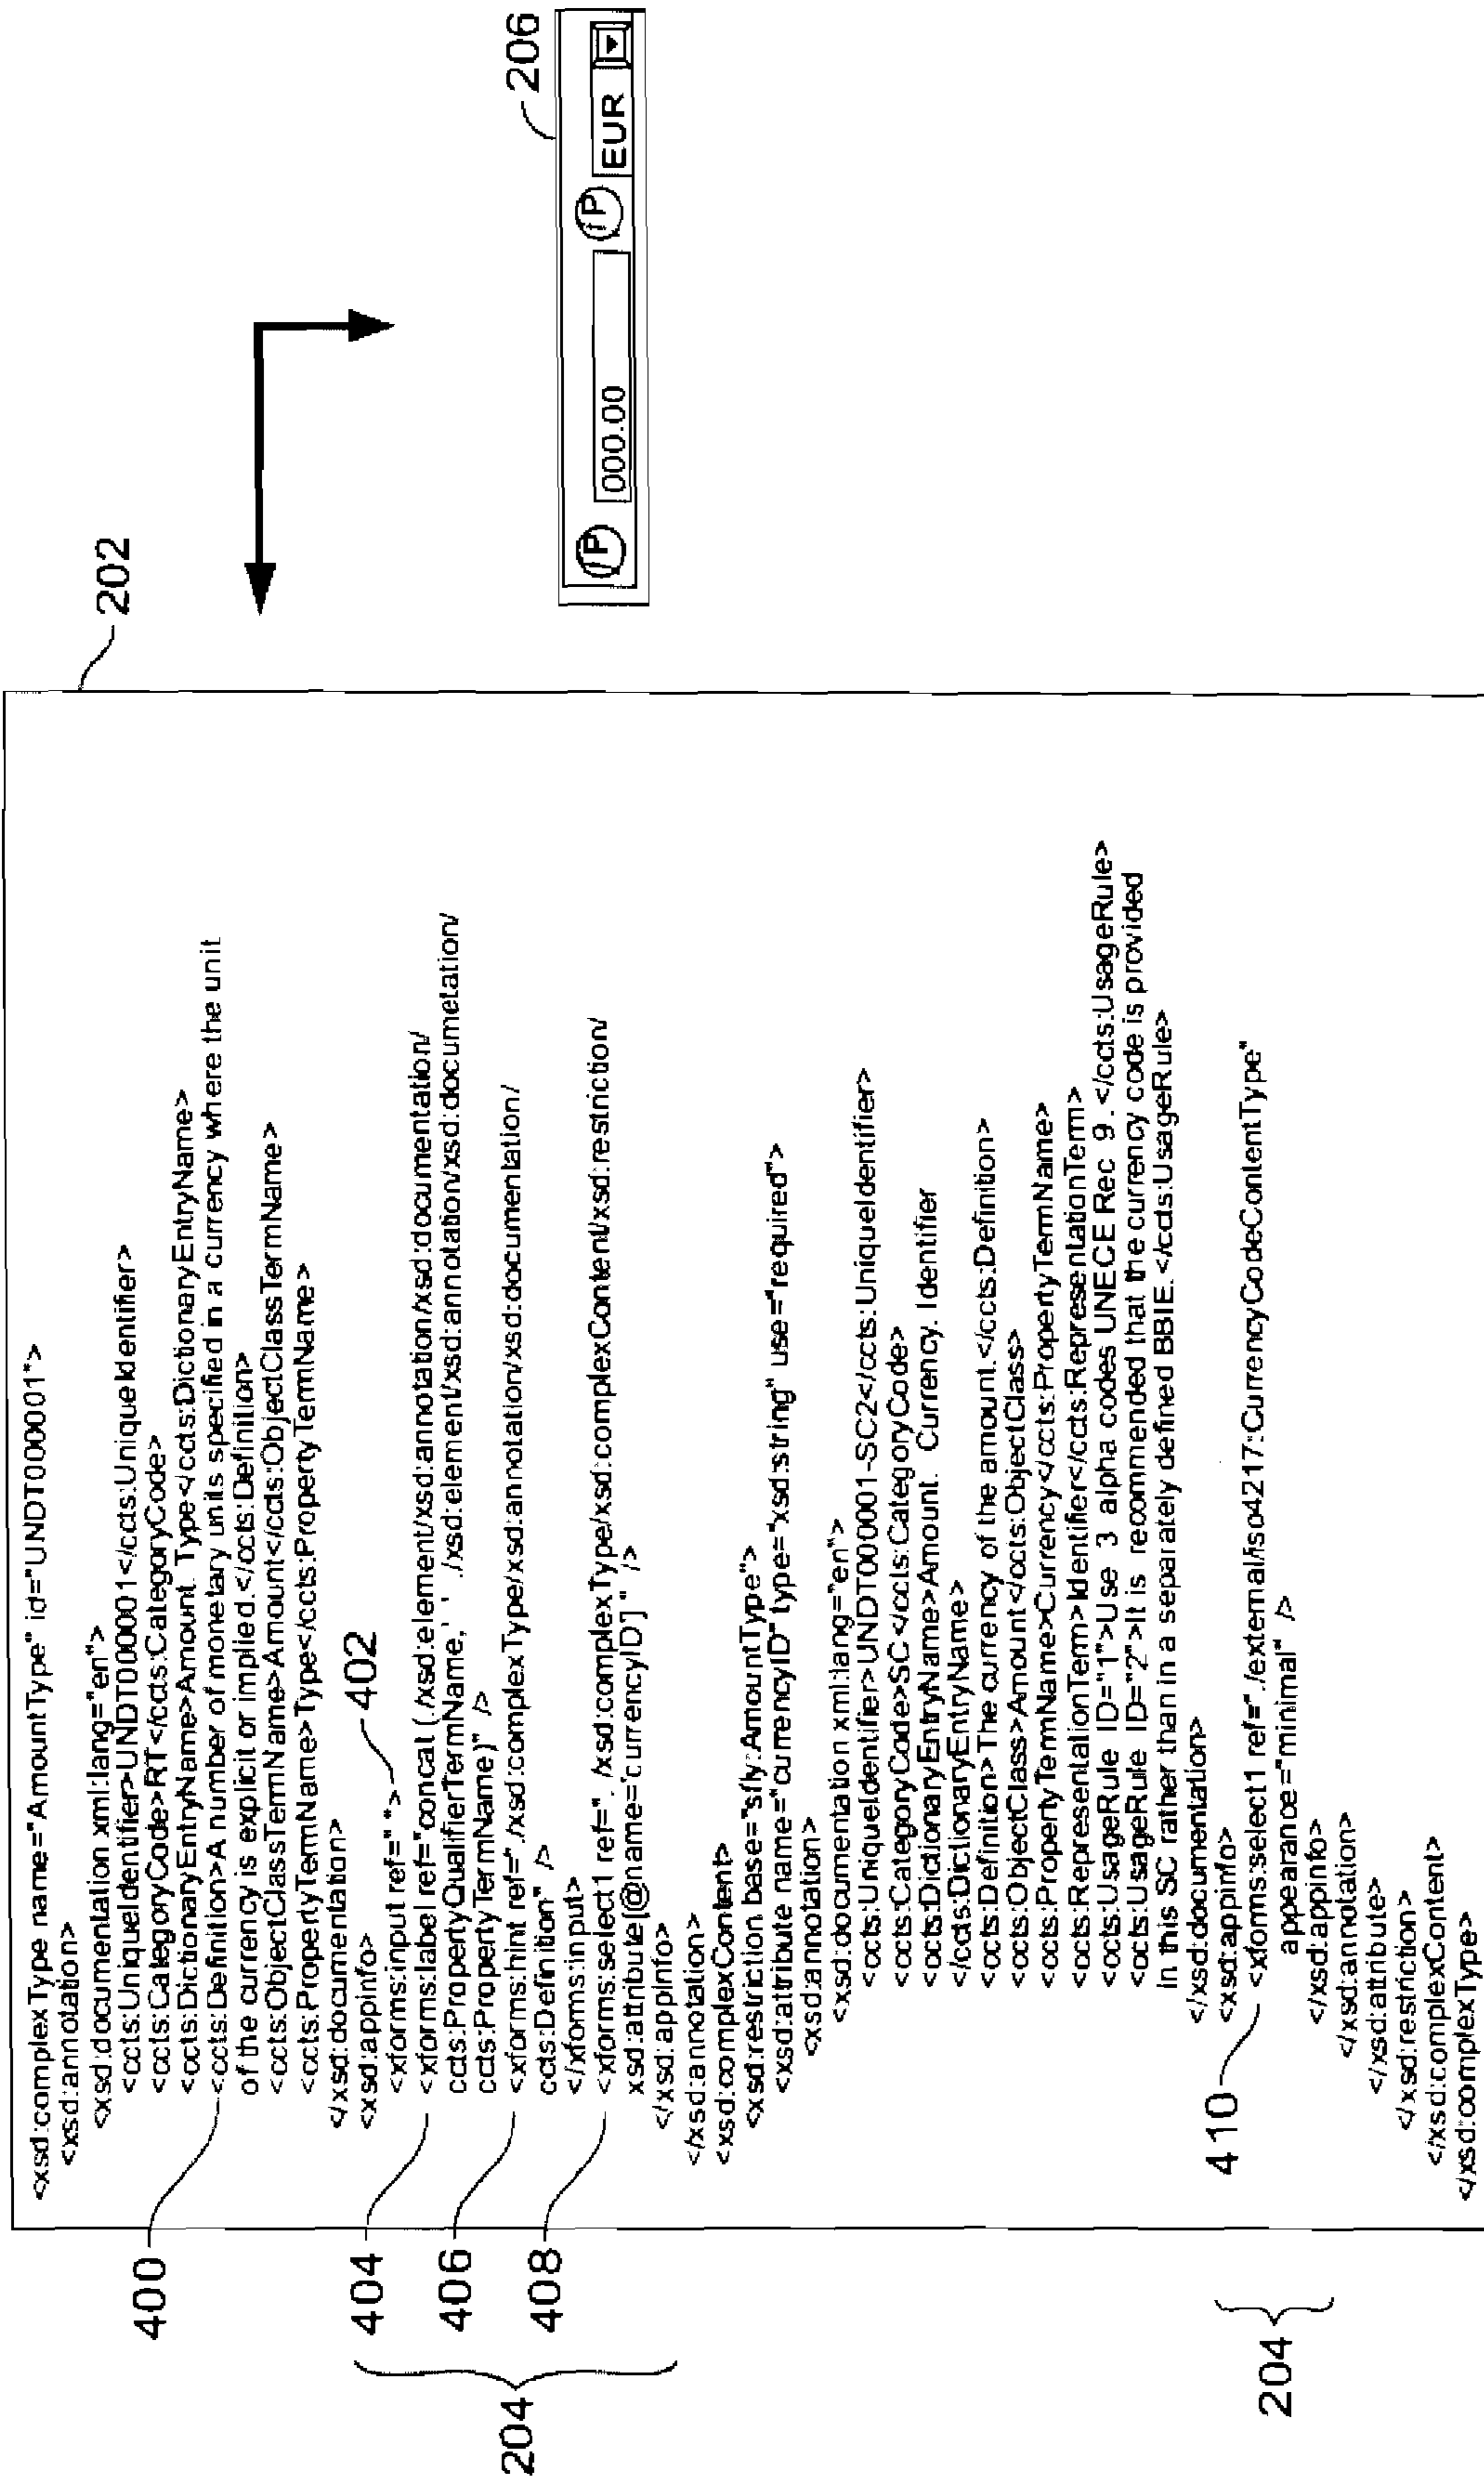 202
<xsd:complexType name="AmountType" id="UNDT000001">
<xsd:annotation>
<xsd:documentation xml:lang="en">
<ccts:UniqueIdentifier>UNDT000001</ccts:UniqueIdentifier>
<ccts:CategoryCode>RT</ccts:CategoryCode>
<ccts:DictionaryEntryName>Amount. Type</ccts:DictionaryEntryName>
400
<ccts:Definition>A number of monetary units specified in a currency where the unit
of the currency is explicit or implied.</ccts:Definition>
<ccts:ObjectClassTermName>Amount</ccts:ObjectClassTermName>
<ccts:PropertyTermName>Type</ccts:PropertyTermName>
</xsd:documentation>
<xsd:appinfo>
<xforms:input ref=".">
402
404
<xforms:label ref="concat (./xsd:element/xsd:annotation/xsd:documentation/
ccts:PropertyQualifierTermName,' ' ./xsd:element/xsd:annotation/xsd:documetation/
ccts:PropertyTermName)" />
406
<xforms:hint ref="./xsd:complexType/xsd:annotation/xsd:documentation/
ccts:Definition" />
</xforms:input>
408
<xforms:select1 ref=". /xsd:complexType/xsd:complexContent/xsd:restriction/
xsd:attribute[@name='currencyID'] " />
</xsd:appinfo>
204
</xsd:annotation>
<xsd:complexContent>
<xsd:restriction base="sfly:AmountType">
<xsd:attribute name="currencyID" type="xsd:string" use="required">
<xsd:annotation>
<xsd:documentation xml:lang="en">
<ccts:UniqueIdentifier>UNDT000001-SC2</ccts:UniqueIdentifier>
<ccts:CategoryCode>SC</ccts:CategoryCode>
<ccts:DictionaryEntryName>Amount. Currency. Identifier
</ccts:DictionaryEntryName>
<ccts:Definition>The currency of the amount.</ccts:Definition>
<ccts:ObjectClass>Amount</ccts:ObjectClass>
<ccts:PropertyTermName>Currency</ccts:PropertyTermName>
<ccts:RepresentationTerm>Identifier</ccts:RepresentationTerm>
<ccts:UsageRule ID="1">Use 3 alpha codes UNECE Rec 9 . </ccts:UsageRule>
<ccts:UsageRule ID="2">It is recommended that the currency code is provided
in this SC rather than in a separately defined BBIE.</ccts:UsageRule>
</xsd:documentation>
<xsd:appinfo>
410
<xforms:select1 ref="./external/iso4217:CurrencyCodeContentType"
appearance="minimal" />
</xsd:appinfo>
204
</xsd:annotation>
</xsd:attribute>
</xsd:restriction>
</xsd:complexContent>
</xsd:complexType>
206
P 000.00 P EUR